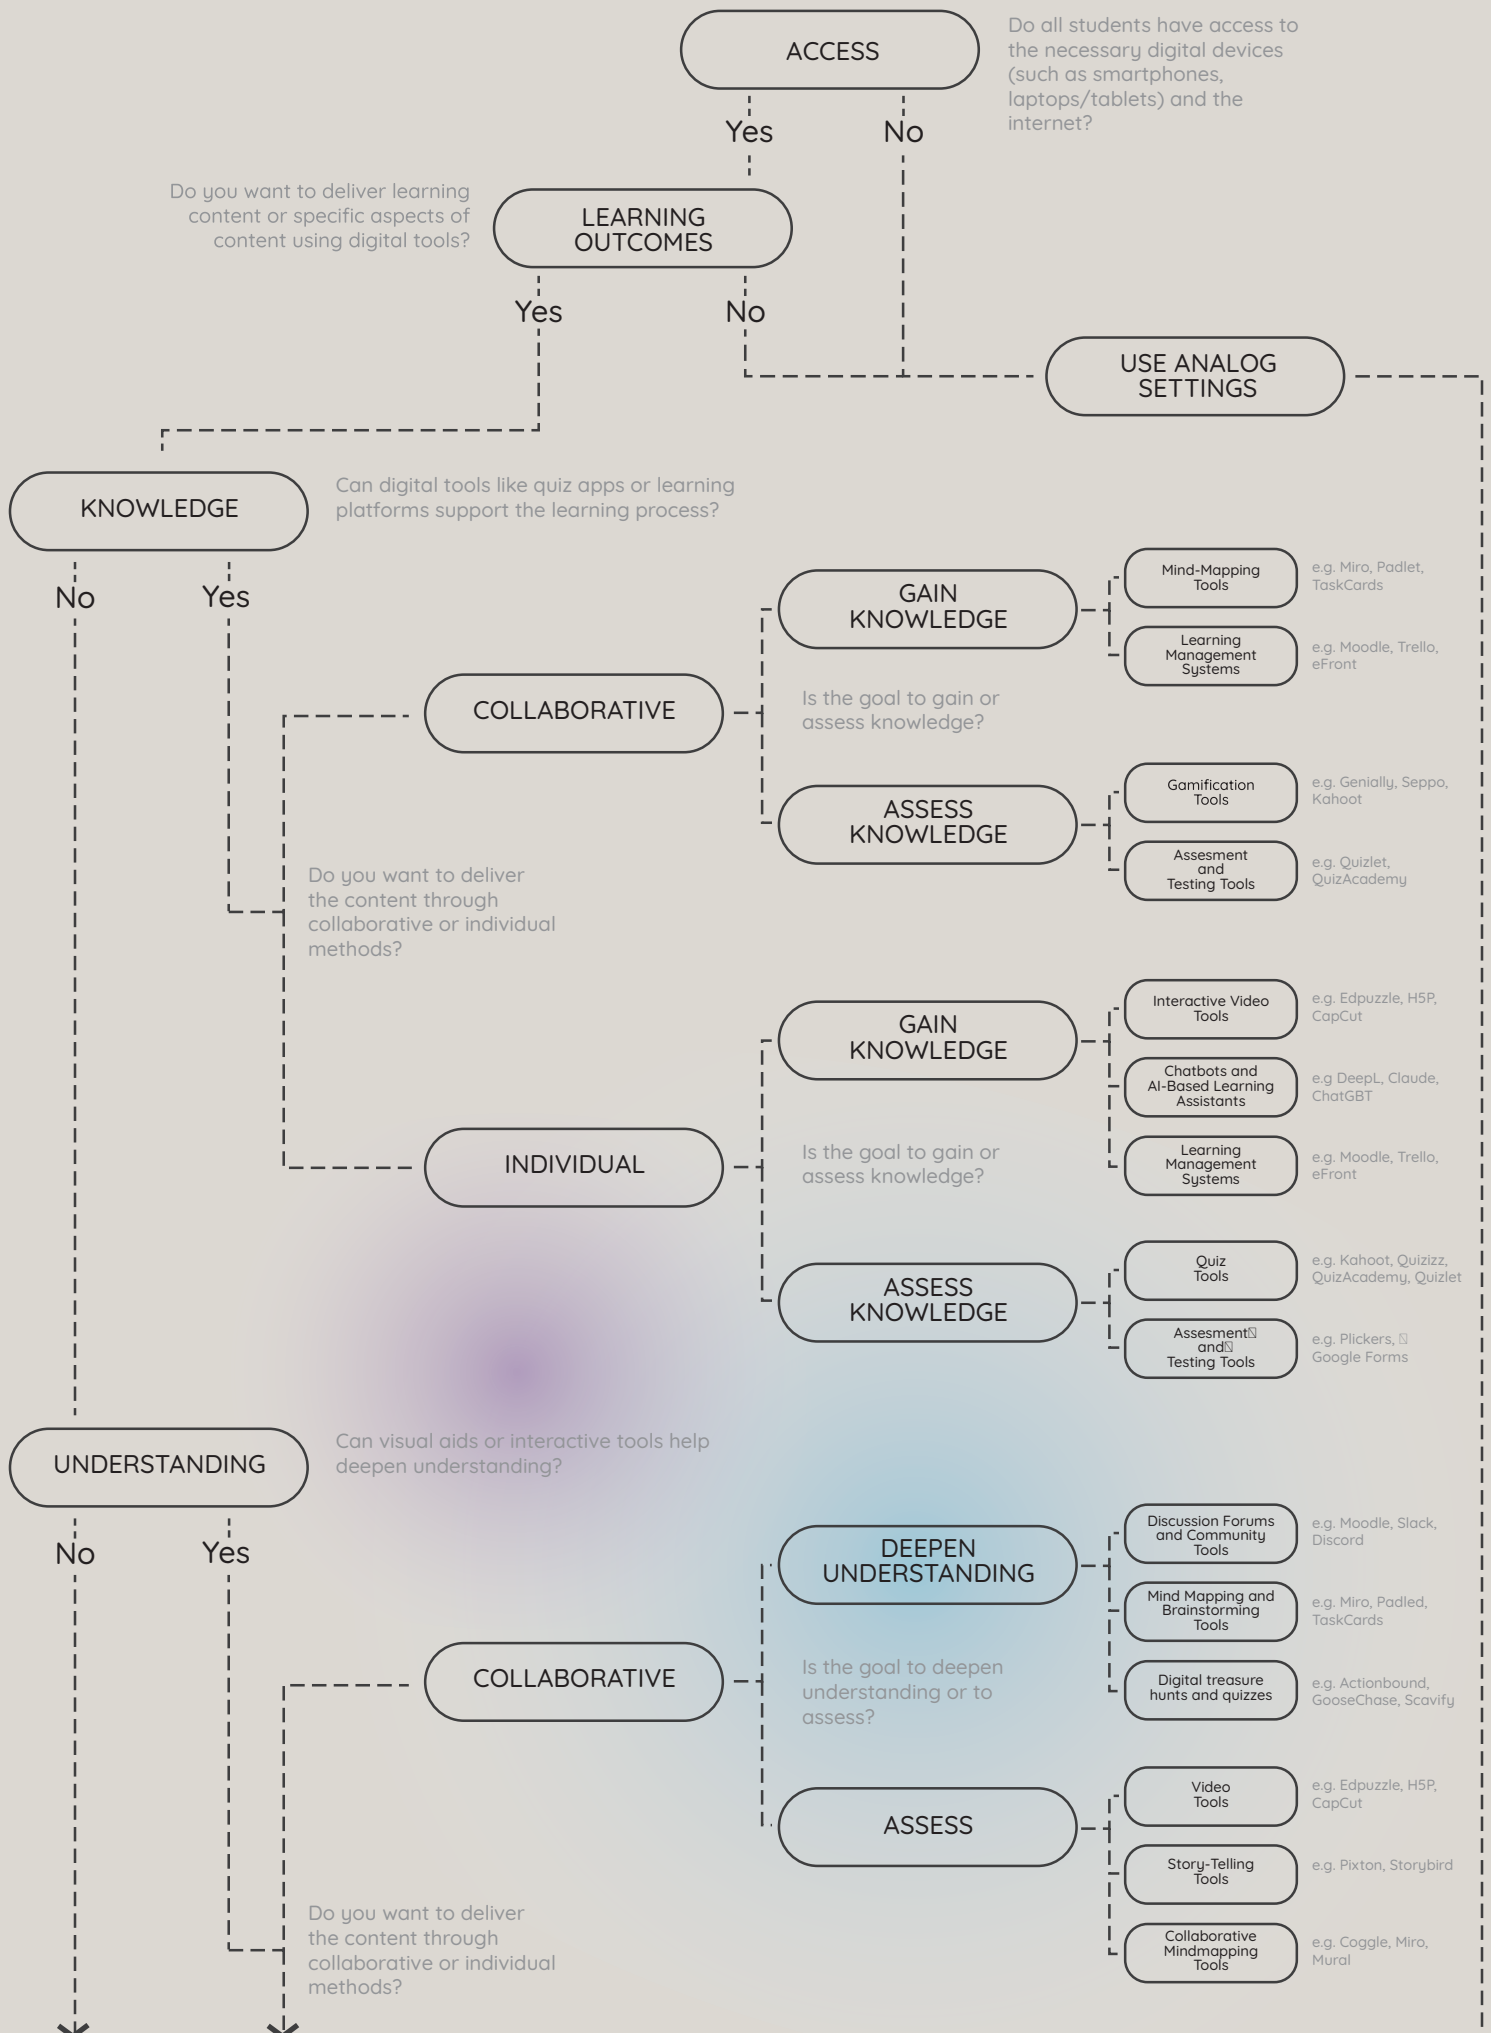 ACCESS
Do all students have access to
the necessary digital devices
(such as smartphones,
laptops/tablets) and the
internet?
Yes
No
Do you want to deliver learning
content or specific aspects of
content using digital tools?
LEARNING
OUTCOMES
Yes
No
USE ANALOG
SETTINGS
KNOWLEDGE
Can digital tools like quiz apps or learning
platforms support the learning process?
No
Yes
COLLABORATIVE
GAIN
KNOWLEDGE
Mind-Mapping
Tools
e.g. Miro, Padlet,
TaskCards
Learning
Management
Systems
e.g. Moodle, Trello,
eFront
Is the goal to gain or
assess knowledge?
ASSESS
KNOWLEDGE
Gamification
Tools
e.g. Genially, Seppo,
Kahoot
Assesment
and
Testing Tools
e.g. Quizlet,
QuizAcademy
Do you want to deliver
the content through
collaborative or individual
methods?
INDIVIDUAL
GAIN
KNOWLEDGE
Interactive Video
Tools
e.g. Edpuzzle, H5P,
CapCut
Chatbots and
AI-Based Learning
Assistants
e.g DeepL, Claude,
ChatGBT
Learning
Management
Systems
e.g. Moodle, Trello,
eFront
Is the goal to gain or
assess knowledge?
ASSESS
KNOWLEDGE
Quiz
Tools
e.g. Kahoot, Quizizz,
QuizAcademy, Quizlet
Assesment
and
Testing Tools
e.g. Plickers,
Google Forms
UNDERSTANDING
Can visual aids or interactive tools help
deepen understanding?
No
Yes
COLLABORATIVE
DEEPEN
UNDERSTANDING
Discussion Forums
and Community
Tools
e.g. Moodle, Slack,
Discord
Mind Mapping and
Brainstorming
Tools
e.g. Miro, Padled,
TaskCards
Digital treasure
hunts and quizzes
e.g. Actionbound,
GooseChase, Scavify
Is the goal to deepen
understanding or to
assess?
ASSESS
Video
Tools
e.g. Edpuzzle, H5P,
CapCut
Story-Telling
Tools
e.g. Pixton, Storybird
Collaborative
Mindmapping
Tools
e.g. Coggle, Miro,
Mural
Do you want to deliver
the content through
collaborative or individual
methods?